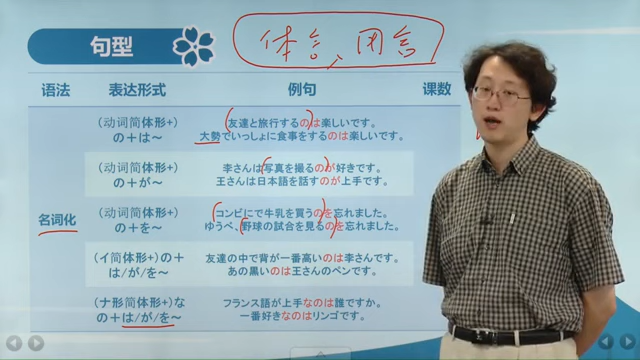 体言、用言
句型
语法 表达形式 例句 课数
名词化
(动词简体形+)
の+は～
友達と旅行するのは楽しいです。
大勢でいっしょに食事をするのは楽しいです。
(动词简体形+)
の+が～
李さんは写真を撮るのが好きです。
王さんは日本語を話すのが上手です。
(动词简体形+)
の+を～
コンビにで牛乳を買うのを忘れました。
ゆうべ、野球の試合を見るのを忘れました。
(イ简体形+)の+
は/が/を～
友達の中で背が一番高いのは李さんです。
あの黒いのは王さんのペンです。
(ナ形简体形+)な
の+は/が/を～
フランス語が上手なのは誰ですか。
一番好きなのはリンゴです。